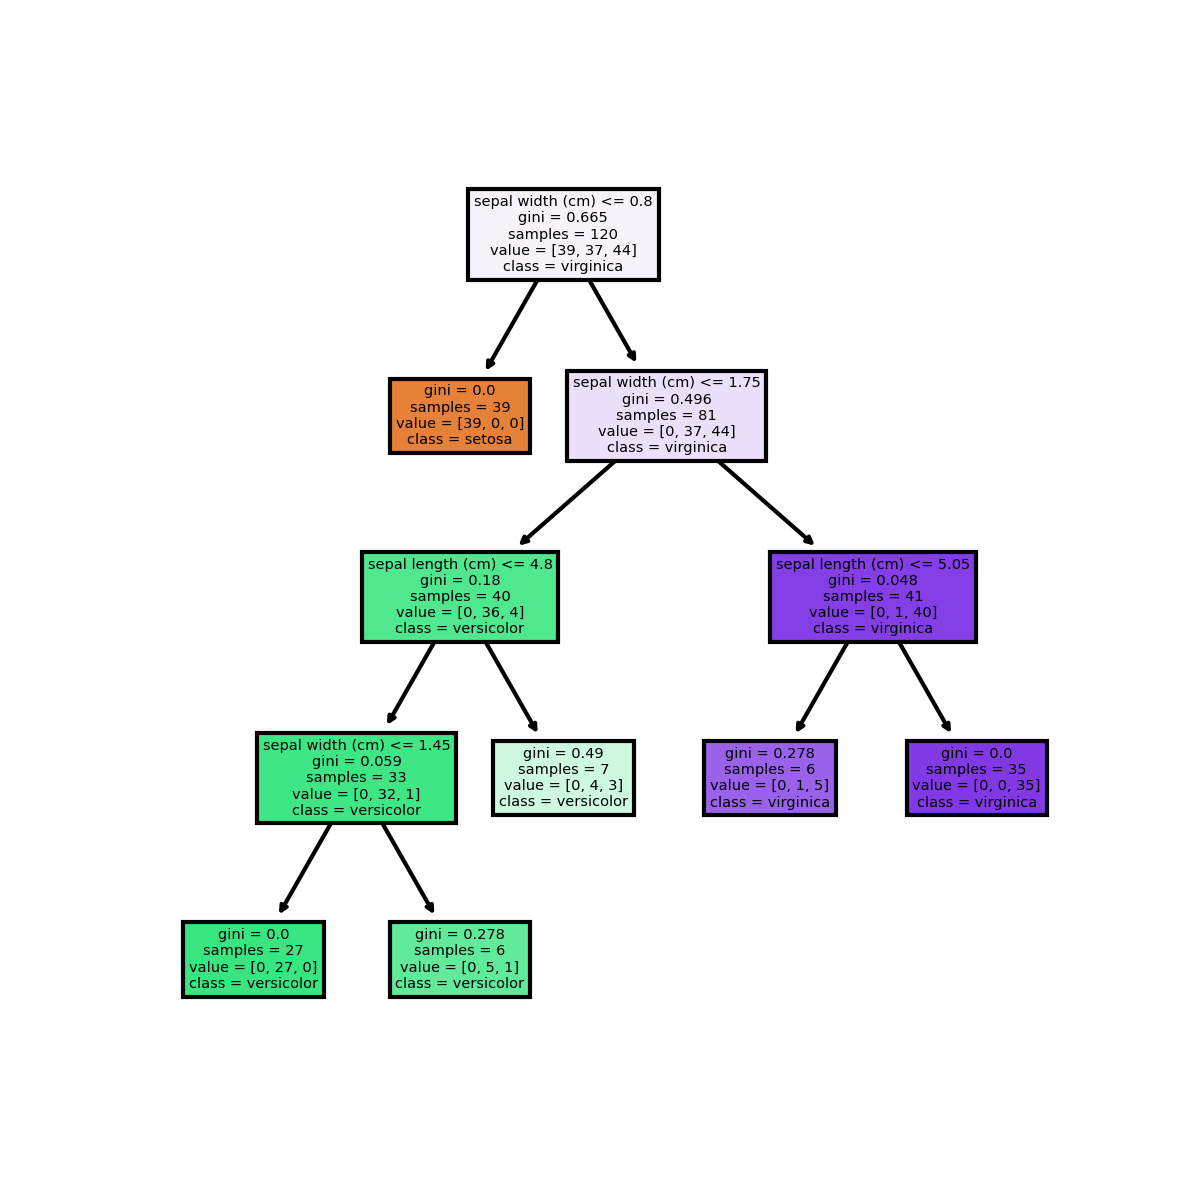 sepal width (cm) <= 0.8
gini = 0.665
samples = 120
value = [39, 37, 44]
class = virginica
gini = 0.0
samples = 39
value = [39, 0, 0]
class = setosa
sepal width (cm) <= 1.75
gini = 0.496
samples = 81
value = [0, 37, 44]
class = virginica
sepal length (cm) <= 4.8
gini = 0.18
samples = 40
value = [0, 36, 4]
class = versicolor
sepal length (cm) <= 5.05
gini = 0.048
samples = 41
value = [0, 1, 40]
class = virginica
sepal width (cm) <= 1.45
gini = 0.059
samples = 33
value = [0, 32, 1]
class = versicolor
gini = 0.49
samples = 7
value = [0, 4, 3]
class = versicolor
gini = 0.278
samples = 6
value = [0, 1, 5]
class = virginica
gini = 0.0
samples = 35
value = [0, 0, 35]
class = virginica
gini = 0.0
samples = 27
value = [0, 27, 0]
class = versicolor
gini = 0.278
samples = 6
value = [0, 5, 1]
class = versicolor